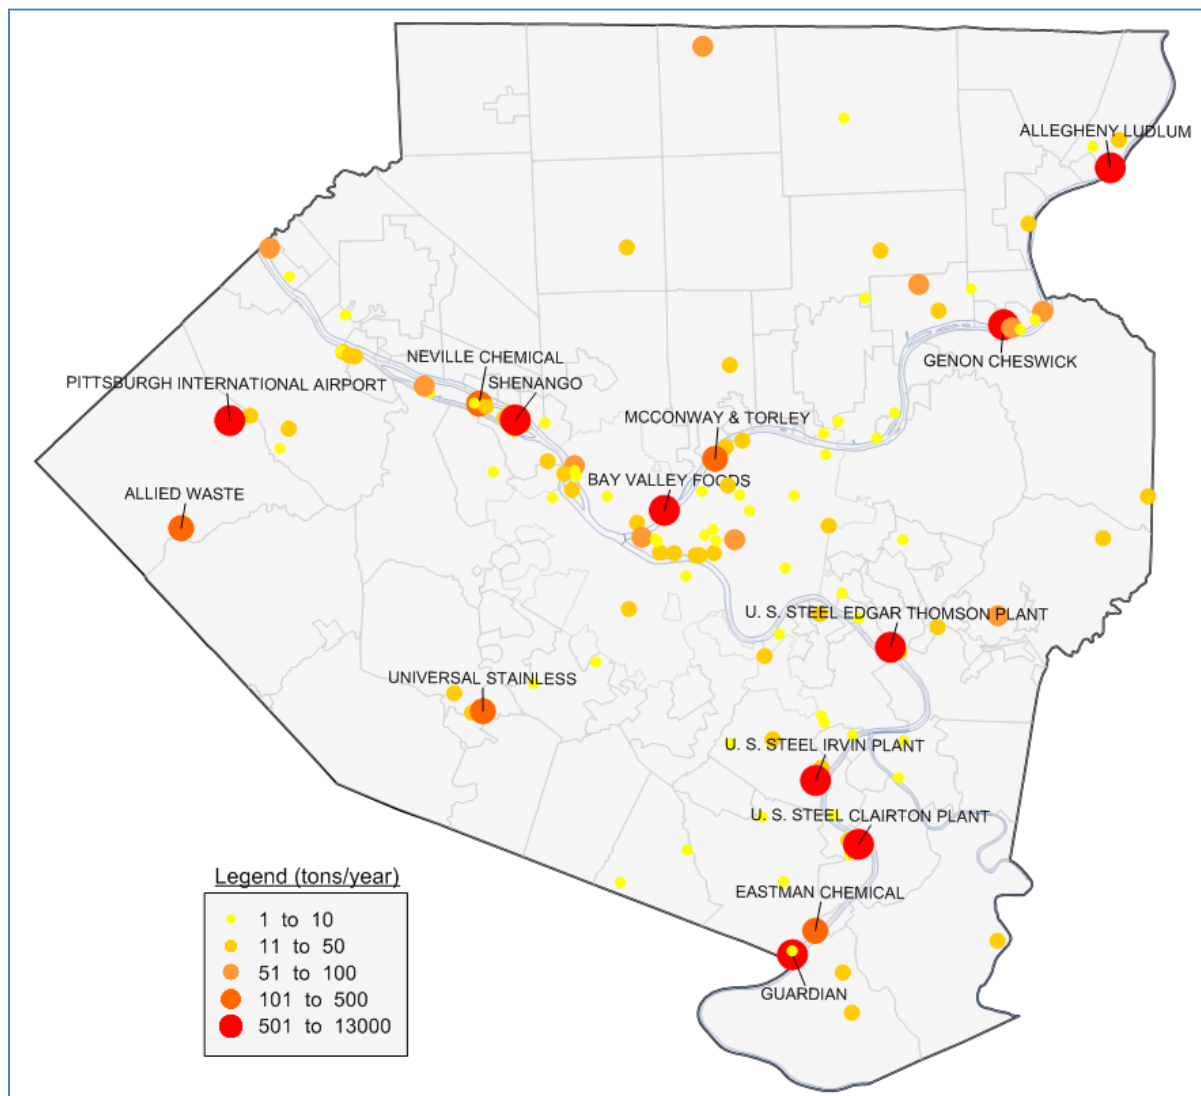 ALLEGHENY LUDLUM
GENON CHESWICK
NEVILLE CHEMICAL
SHENANGO
PITTSBURGH INTERNATIONAL AIRPORT
MCCONWAY & TORLEY
BAY VALLEY FOODS
ALLIED WASTE
U. S. STEEL EDGAR THOMSON PLANT
UNIVERSAL STAINLESS
U. S. STEEL IRVIN PLANT
U. S. STEEL CLAIRTON PLANT
EASTMAN CHEMICAL
GUARDIAN
Legend (tons/year)
1 to 10
11 to 50
51 to 100
101 to 500
501 to 13000